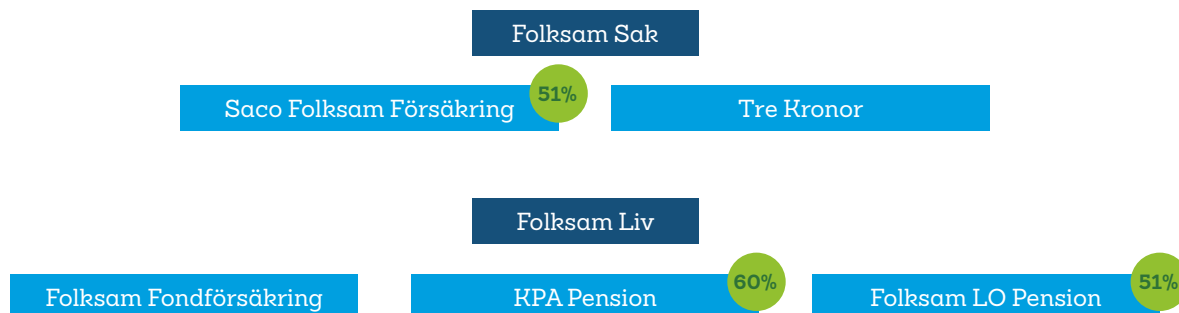 Folksam Sak
51%
Saco Folksam Försäkring
Tre Kronor
Folksam Liv
60%
51%
Folksam Fondförsäkring
KPA Pension
Folksam LO Pension